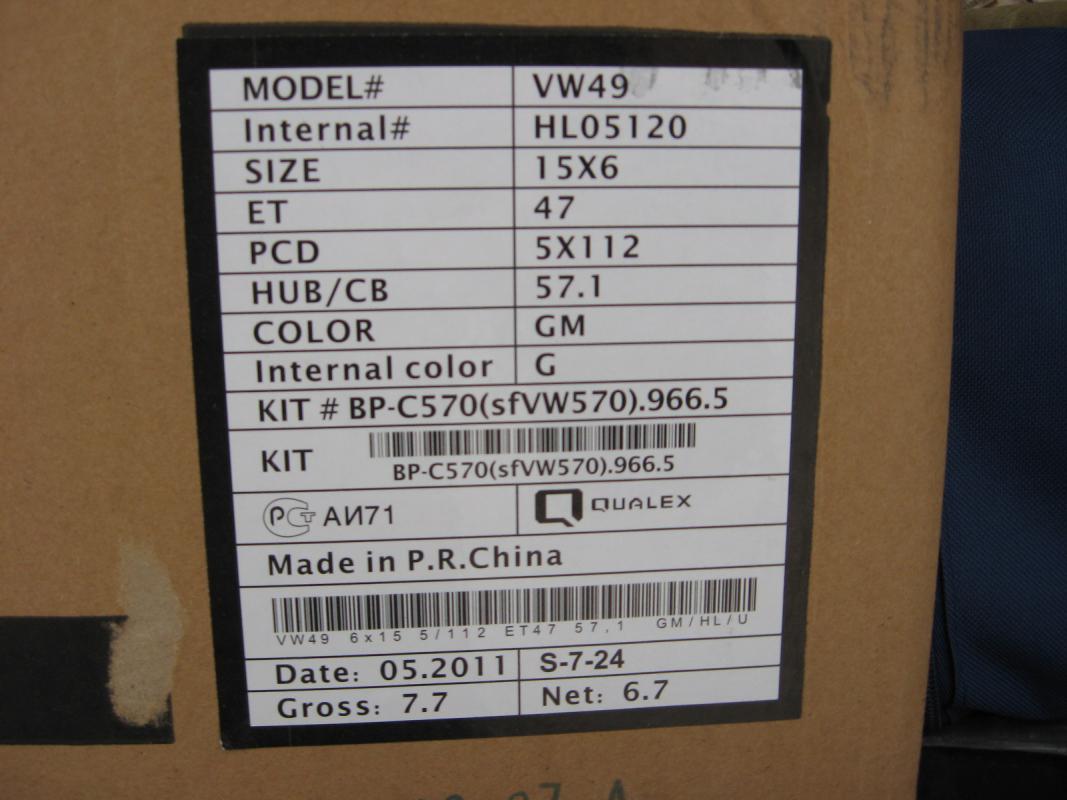 MODEL# VW49
Internal# HL05120
SIZE 15X6
ET 47
PCD 5X112
HUB/CB 57.1
COLOR GM
Internal color G
KIT # BP-C570(sfVW570).966.5
KIT
BP-C570(sfVW570).966.5
РСТ АИ71 QUALEX
Made in P.R.China
VW49 6x15 5/112 ET47 57,1 GM/HL/U
Date: 05.2011 S-7-24
Gross: 7.7 Net: 6.7